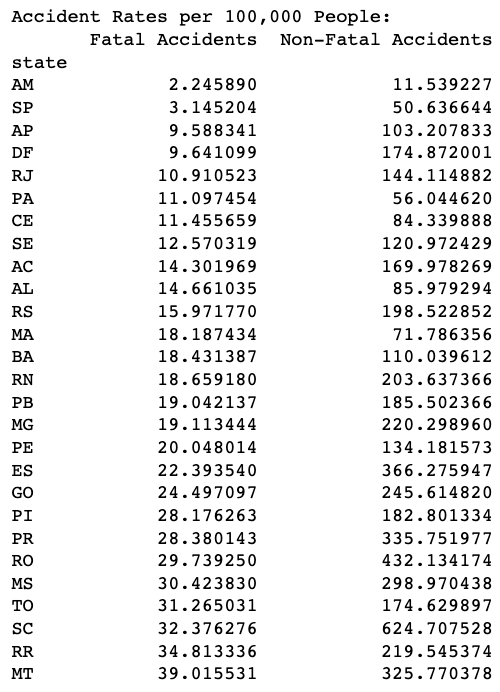 Accident Rates per 100,000 People:
Fatal Accidents Non-Fatal Accidents
state
AM 2.245890 11.539227
SP 3.145204 50.636644
AP 9.588341 103.207833
DF 9.641099 174.872001
RJ 10.910523 144.114882
PA 11.097454 56.044620
CE 11.455659 84.339888
SE 12.570319 120.972429
AC 14.301969 169.978269
AL 14.661035 85.979294
RS 15.971770 198.522852
MA 18.187434 71.786356
BA 18.431387 110.039612
RN 18.659180 203.637366
PB 19.042137 185.502366
MG 19.113444 220.298960
PE 20.048014 134.181573
ES 22.393540 366.275947
GO 24.497097 245.614820
PI 28.176263 182.801334
PR 28.380143 335.751977
RO 29.739250 432.134174
MS 30.423830 298.970438
TO 31.265031 174.629897
SC 32.376276 624.707528
RR 34.813336 219.545374
MT 39.015531 325.770378